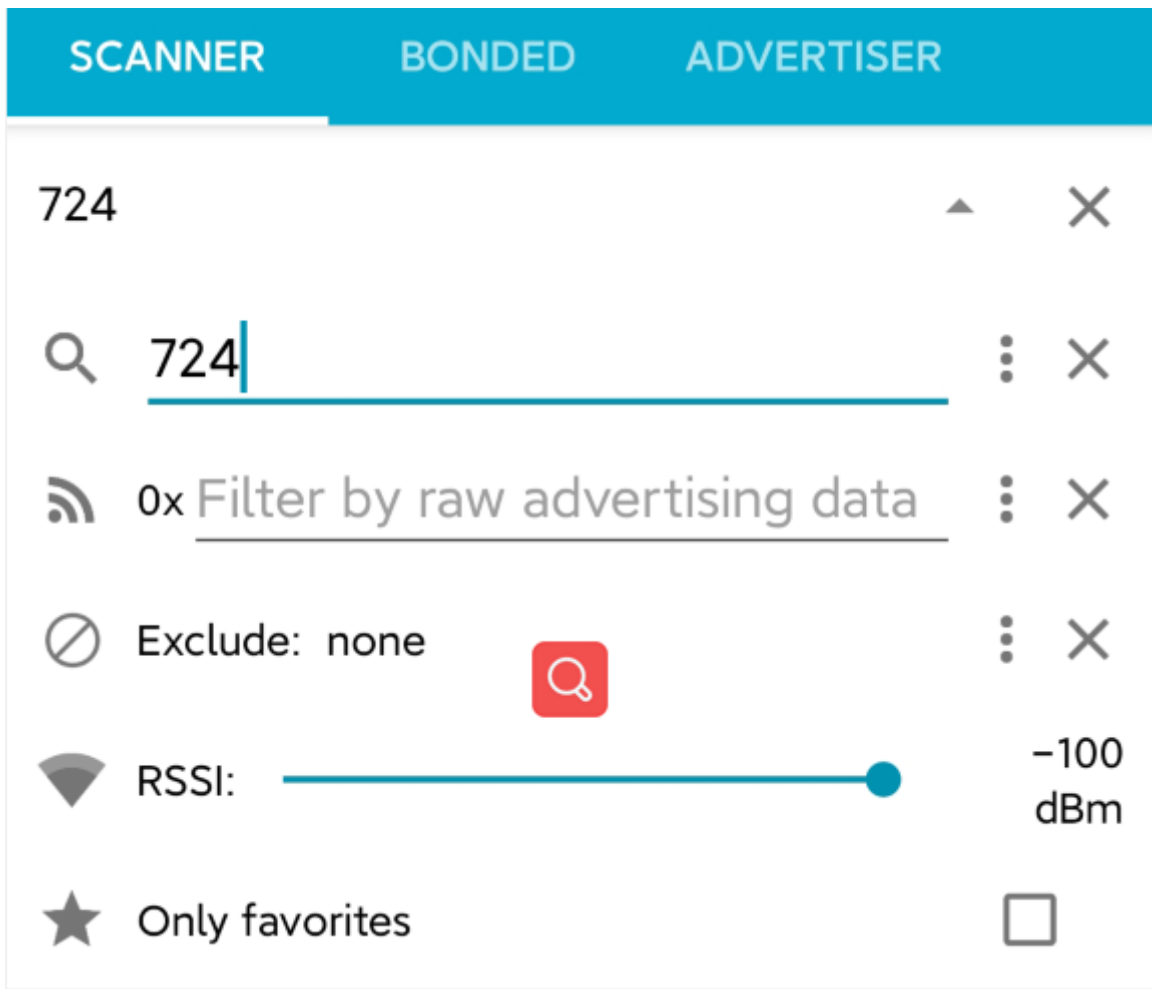 SCANNER BONDED ADVERTISER
724
724
0x Filter by raw advertising data
Exclude: none
RSSI: -100 dBm
Only favorites